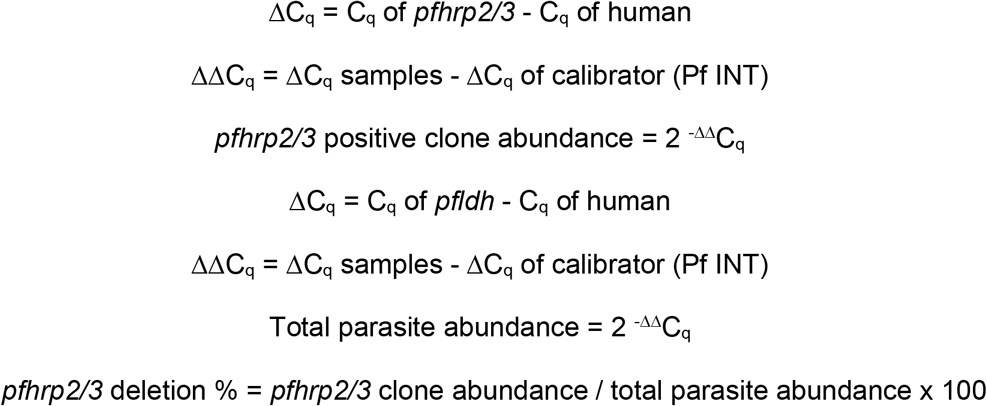 ΔCq = Cq of pfhrp2/3 - Cq of human
ΔΔCq = ΔCq samples - ΔCq of calibrator (Pf INT)
pfhrp2/3 positive clone abundance = 2 -ΔΔCq
ΔCq = Cq of pfldh - Cq of human
ΔΔCq = ΔCq samples - ΔCq of calibrator (Pf INT)
Total parasite abundance = 2 -ΔΔCq
pfhrp2/3 deletion % = pfhrp2/3 clone abundance / total parasite abundance x 100